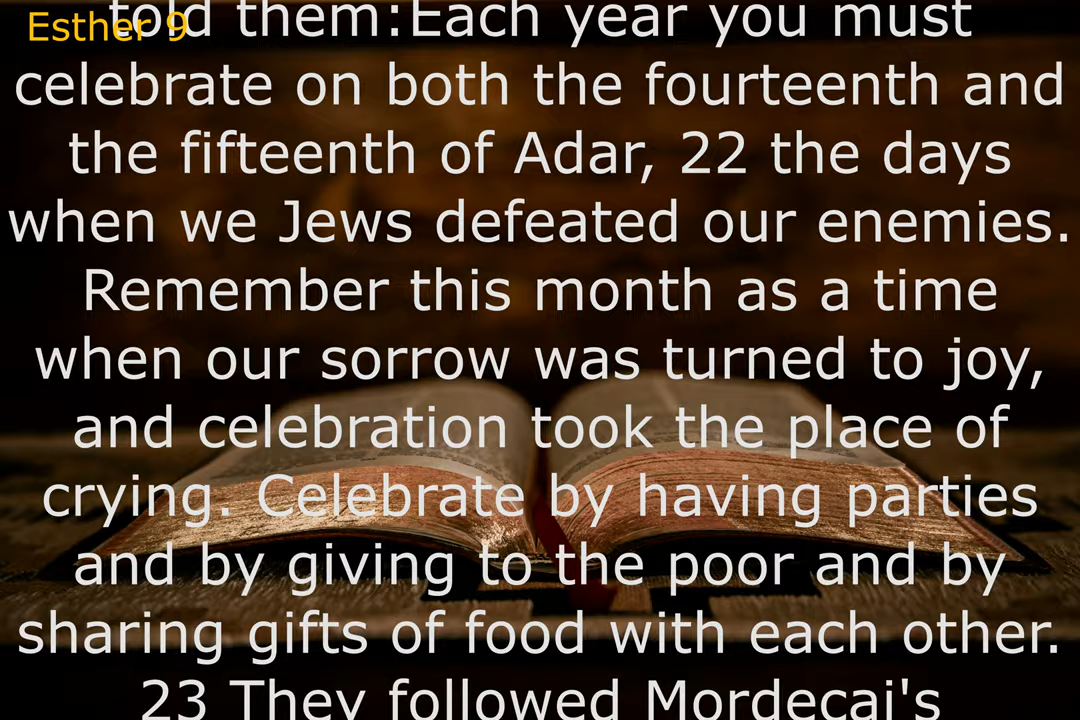 Esther 9
told them:Each year you must
celebrate on both the fourteenth and
the fifteenth of Adar, 22 the days
when we Jews defeated our enemies.
Remember this month as a time
when our sorrow was turned to joy,
and celebration took the place of
crying. Celebrate by having parties
and by giving to the poor and by
sharing gifts of food with each other.
23 They followed Mordecai's